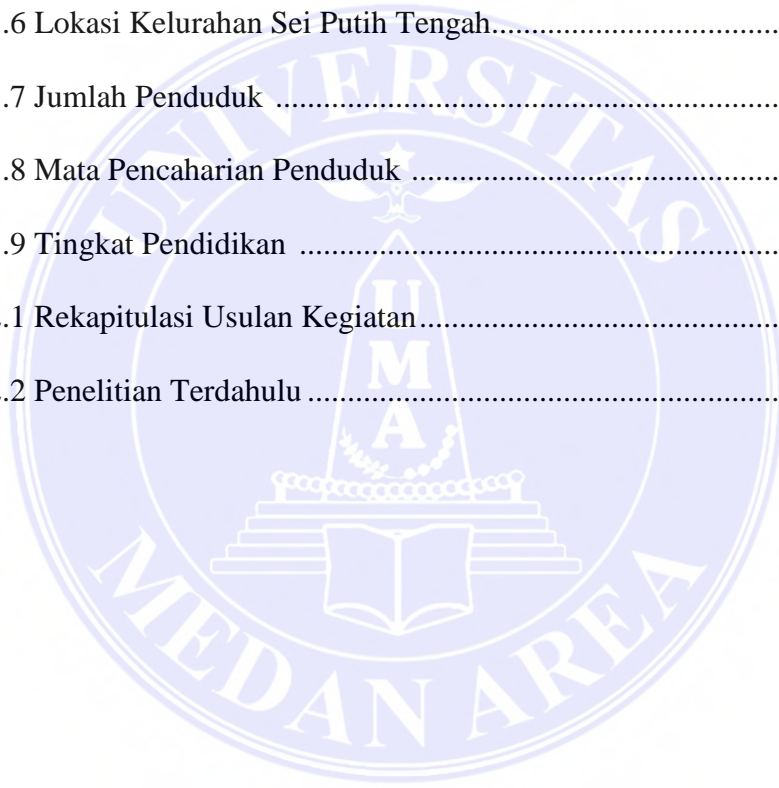 .6 Lokasi Kelurahan Sei Putih Tengah...............................................
.7 Jumlah Penduduk ...............................................................................
.8 Mata Pencaharian Penduduk ..........................................................
.9 Tingkat Pendidikan ...........................................................................
.1 Rekapitulasi Usulan Kegiatan.........................................................
.2 Penelitian Terdahulu .........................................................................
UNIVERSITAS
U
M
A
MEDAN AREA